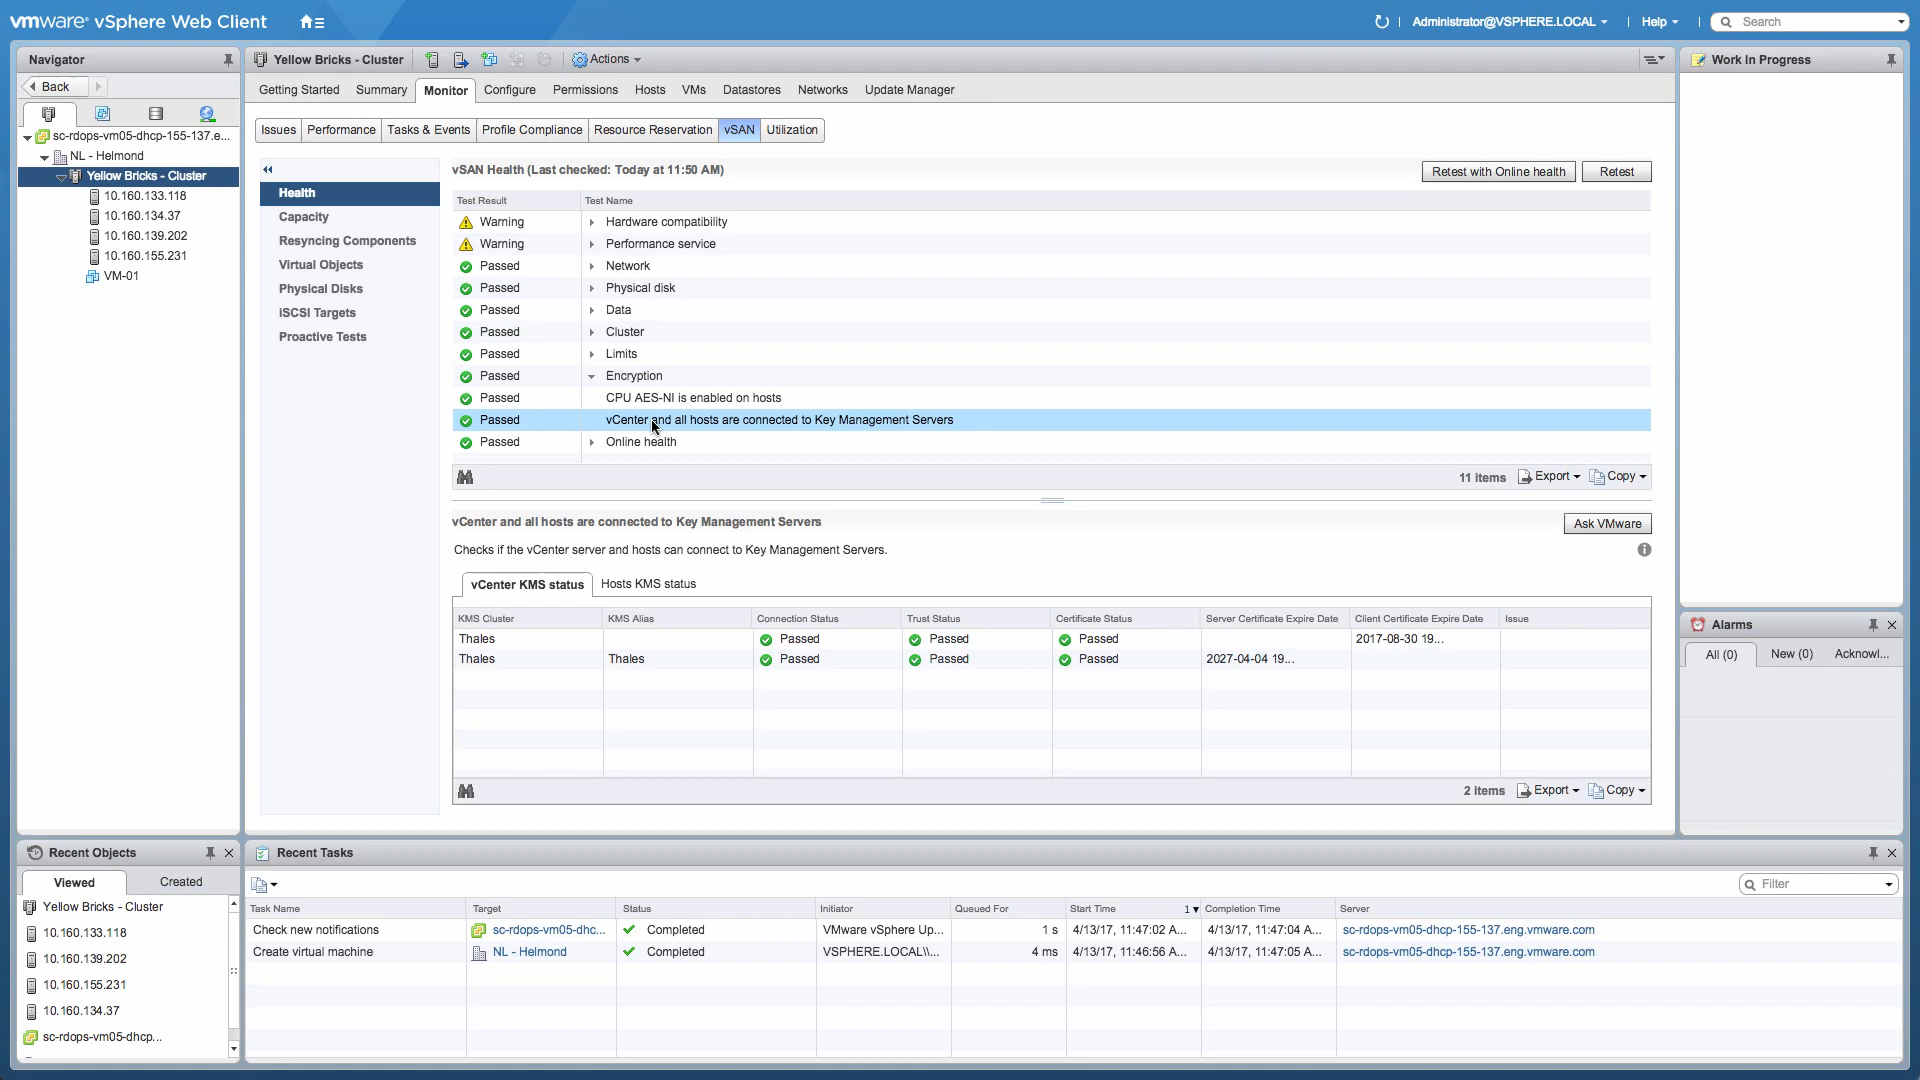 vmware® vSphere Web Client
Administrator@VSPHERE.LOCAL
Help
Search
Navigator
Back
sc-rdops-vm05-dhcp-155-137.e...
NL - Helmond
Yellow Bricks - Cluster
10.160.133.118
10.160.134.37
10.160.139.202
10.160.155.231
VM-01
Yellow Bricks - Cluster
Actions
Getting Started Summary Monitor Configure Permissions Hosts VMs Datastores Networks Update Manager
Issues Performance Tasks & Events Profile Compliance Resource Reservation vSAN Utilization
Health
Capacity
Resyncing Components
Virtual Objects
Physical Disks
iSCSI Targets
Proactive Tests
vSAN Health (Last checked: Today at 11:50 AM)
Retest with Online health Retest
Test Result Test Name
Warning Hardware compatibility
Warning Performance service
Passed Network
Passed Physical disk
Passed Data
Passed Cluster
Passed Limits
Passed Encryption
Passed CPU AES-NI is enabled on hosts
Passed vCenter and all hosts are connected to Key Management Servers
Passed Online health
11 items Export Copy
vCenter and all hosts are connected to Key Management Servers
Ask VMware
Checks if the vCenter server and hosts can connect to Key Management Servers.
vCenter KMS status Hosts KMS status
KMS Cluster KMS Alias Connection Status Trust Status Certificate Status Server Certificate Expire Date Client Certificate Expire Date Issue
Thales Passed Passed Passed 2017-08-30 19...
Thales Thales Passed Passed Passed 2027-04-04 19...
2 items Export Copy
Work In Progress
Alarms
All (0) New (0) Acknowl...
Recent Objects
Viewed Created
Yellow Bricks - Cluster
10.160.133.118
10.160.139.202
10.160.155.231
10.160.134.37
sc-rdops-vm05-dhcp...
Recent Tasks
Filter
Task Name Target Status Initiator Queued For Start Time 1 Completion Time Server
Check new notifications sc-rdops-vm05-dhc... Completed VMware vSphere Up... 1 s 4/13/17, 11:47:02 A... 4/13/17, 11:47:04 A... sc-rdops-vm05-dhcp-155-137.eng.vmware.com
Create virtual machine NL - Helmond Completed VSPHERE.LOCAL\\... 4 ms 4/13/17, 11:46:56 A... 4/13/17, 11:47:05 A... sc-rdops-vm05-dhcp-155-137.eng.vmware.com